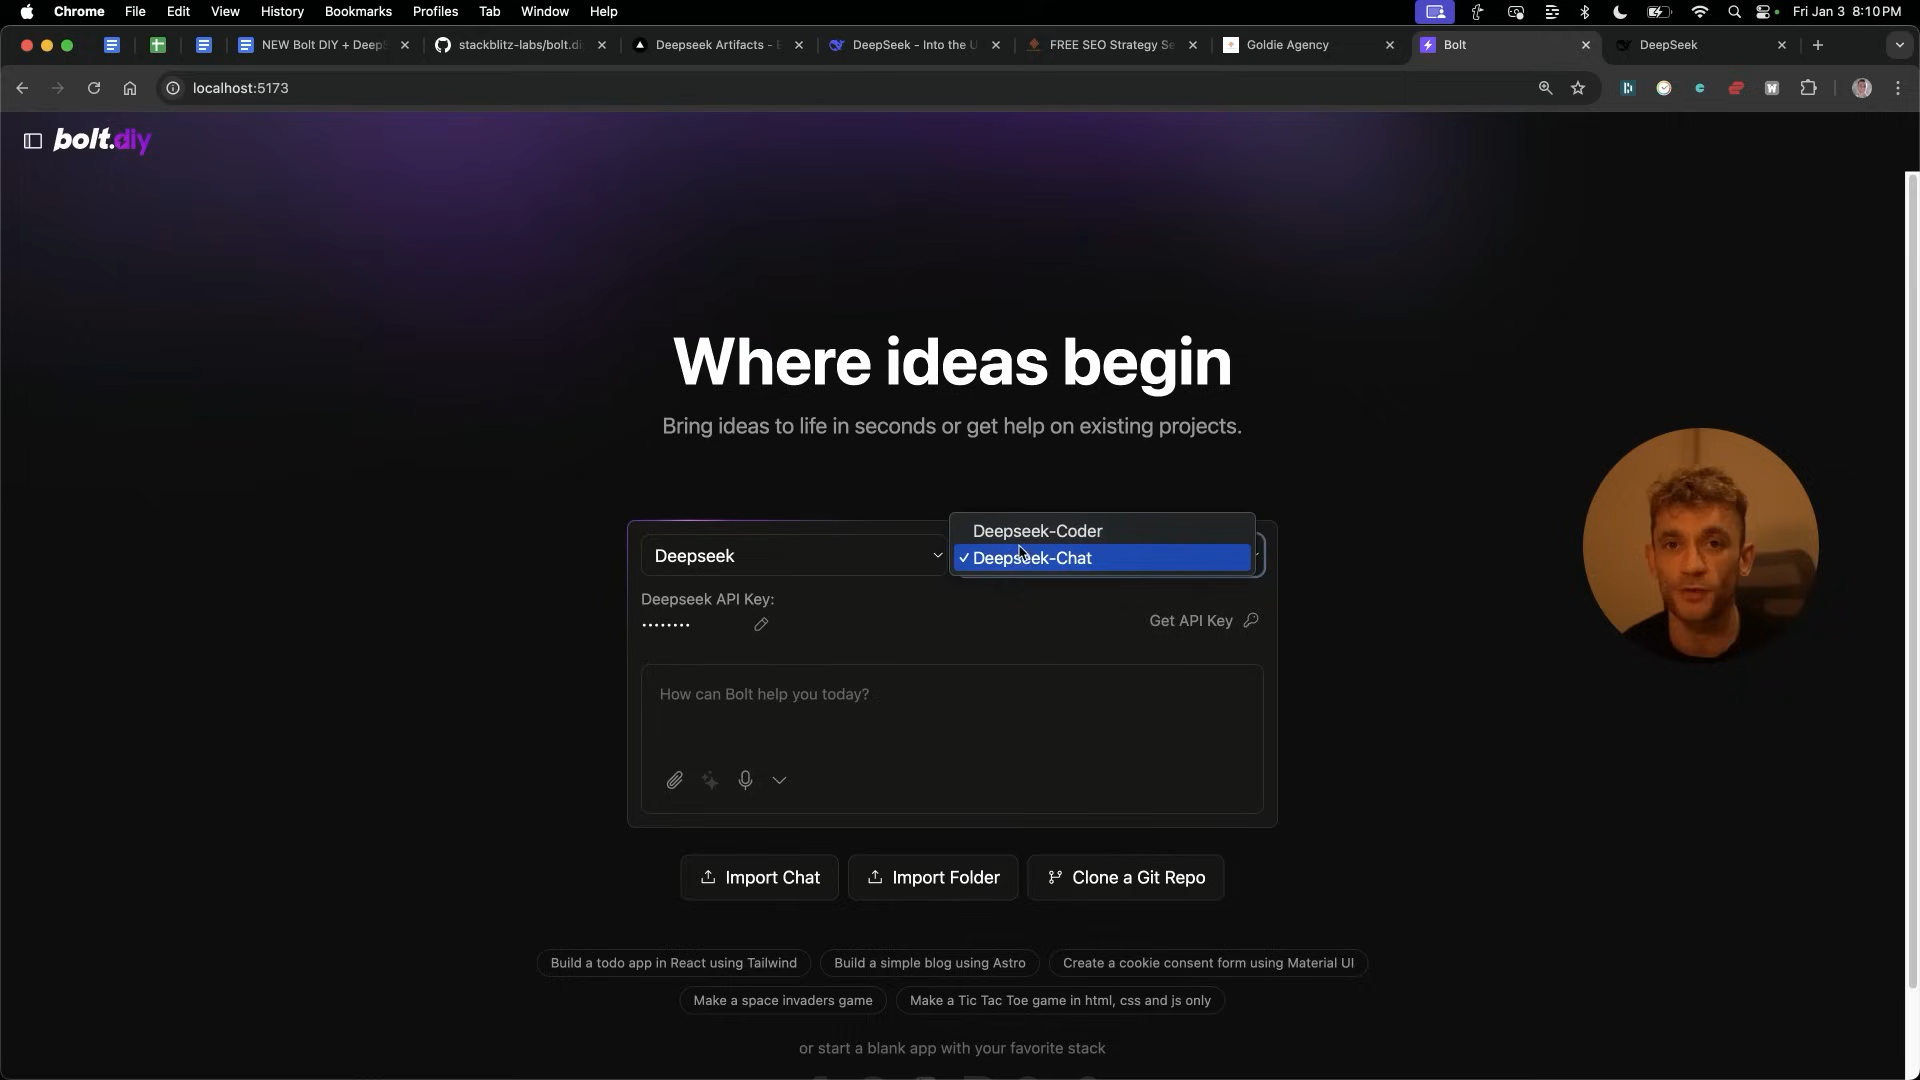 Chrome File Edit View History Bookmarks Profiles Tab Window Help Fri Jan 3 8:10 PM
NEW Bolt DIY + Deep stackblitz-labs/bolt.di Deepseek Artifacts - DeepSeek - Into the U FREE SEO Strategy Se Goldie Agency Bolt DeepSeek
localhost:5173
bolt.diy
Where ideas begin
Bring ideas to life in seconds or get help on existing projects.
Deepseek-Coder
Deepseek Deepseek-Chat
Deepseek API Key:
Get API Key
How can Bolt help you today?
Import Chat Import Folder Clone a Git Repo
Build a todo app in React using Tailwind Build a simple blog using Astro Create a cookie consent form using Material UI
Make a space invaders game Make a Tic Tac Toe game in html, css and js only
or start a blank app with your favorite stack